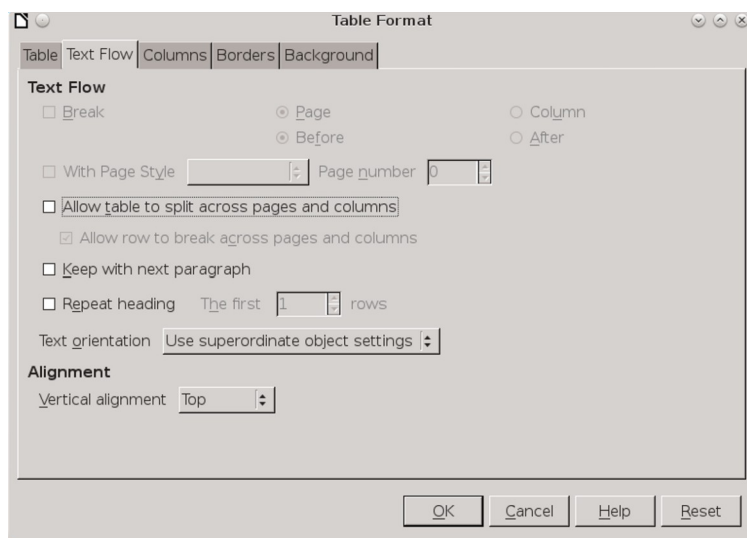 Table Format
Table Text Flow Columns Borders Background
Text Flow
Break Page Column
Before After
With Page Style Page number 0
Allow table to split across pages and columns
Allow row to break across pages and columns
Keep with next paragraph
Repeat heading The first 1 rows
Text orientation Use superordinate object settings
Alignment
Vertical alignment Top
OK Cancel Help Reset